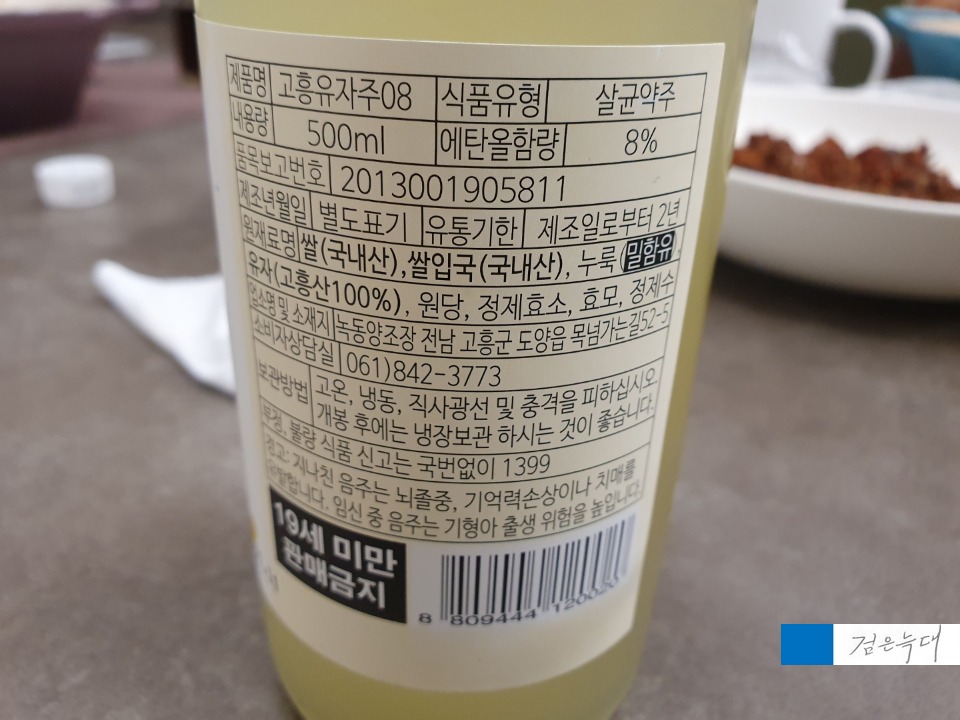 제품명 고흥유자주08 식품유형 살균약주
내용량 500ml 에탄올함량 8%
품목보고번호 2013001905811
제조년월일 별도표기 유통기한 제조일로부터 2년
원재료명 쌀(국내산), 쌀입국(국내산), 누룩(밀함유),
유자(고흥산100%), 원당, 정제효소, 효모, 정제수
업소명 및 소재지 녹동양조장 전남 고흥군 도양읍 목넘가는길52-5
소비자상담실 061)842-3773
보관방법 고온, 냉동, 직사광선 및 충격을 피하십시오.
개봉 후에는 냉장보관 하시는 것이 좋습니다.
부정, 불량 식품 신고는 국번없이 1399
경고: 지나친 음주는 뇌졸중, 기억력손상이나 치매를
유발합니다. 임신 중 음주는 기형아 출생 위험을 높입니다.
19세 미만
판매금지
8 809444 120020
검은늑대